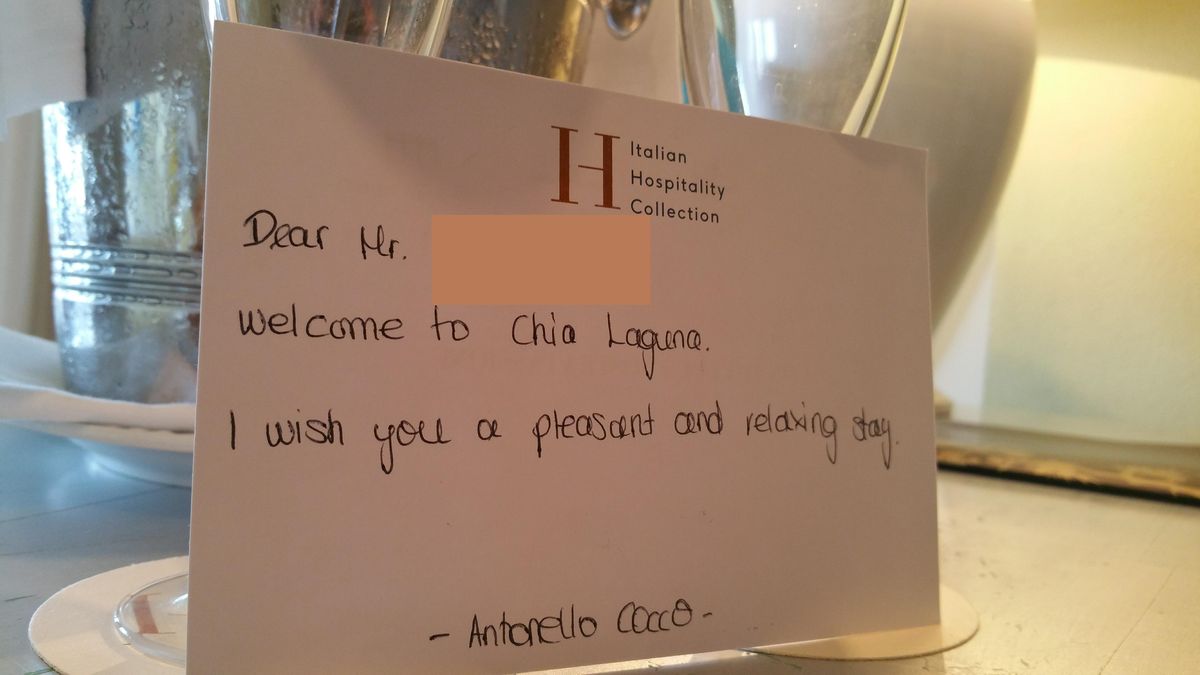 H
Italian
Hospitality
Collection
Dear Mr.
Welcome to Chia Laguna.
I wish you a pleasant and relaxing stay.
- Antonello Cocco -